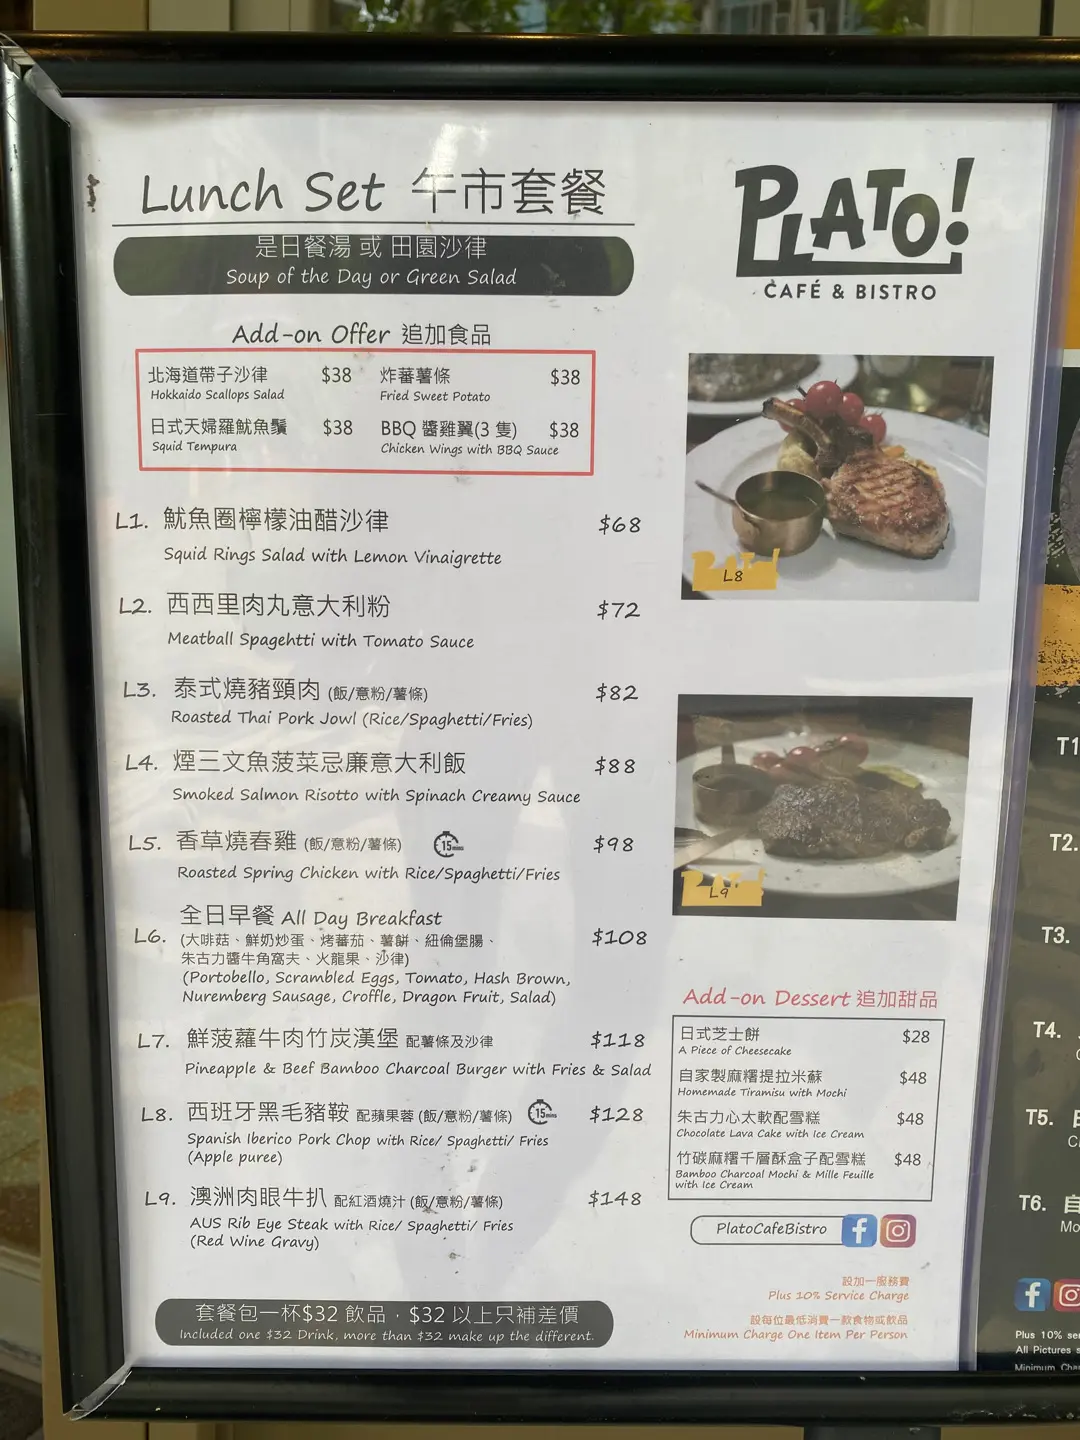 Lunch Set 午市套餐
是日餐湯 或 田園沙律
Soup of the Day or Green Salad
Add-on Offer 追加食品
北海道帶子沙律 $38
Hokkaido Scallops Salad
炸蕃薯條 $38
Fried Sweet Potato
日式天婦羅魷魚鬚 $38
Squid Tempura
BBQ 醬雞翼(3 隻) $38
Chicken Wings with BBQ Sauce
L1. 魷魚圈檸檬油醋沙律 $68
Squid Rings Salad with Lemon Vinaigrette
L2. 西西里肉丸意大利粉 $72
Meatball Spagehtti with Tomato Sauce
L3. 泰式燒豬頸肉 (飯/意粉/薯條) $82
Roasted Thai Pork Jowl (Rice/Spaghetti/Fries)
L4. 煙三文魚菠菜忌廉意大利飯 $88
Smoked Salmon Risotto with Spinach Creamy Sauce
L5. 香草燒春雞 (飯/意粉/薯條) 15mins $98
Roasted Spring Chicken with Rice/Spaghetti/Fries
全日早餐 All Day Breakfast
L6. (大啡菇、鮮奶炒蛋、烤蕃茄、薯餅、紐倫堡腸、 $108
朱古力醬牛角窩夫、火龍果、沙律)
(Portobello, Scrambled Eggs, Tomato, Hash Brown,
Nuremberg Sausage, Croffle, Dragon Fruit, Salad)
L7. 鮮菠蘿牛肉竹炭漢堡 配薯條及沙律 $118
Pineapple & Beef Bamboo Charcoal Burger with Fries & Salad
L8. 西班牙黑毛豬鞍 配蘋果蓉 (飯/意粉/薯條) 15mins $128
Spanish Iberico Pork Chop with Rice/ Spaghetti/ Fries
(Apple puree)
L9. 澳洲肉眼牛扒 配紅酒燒汁 (飯/意粉/薯條) $148
AUS Rib Eye Steak with Rice/ Spaghetti/ Fries
(Red Wine Gravy)
套餐包一杯$32 飲品，$32 以上只補差價
Included one $32 Drink, more than $32 make up the different.
PLATO!
CAFÉ & BISTRO
L8
L9
Add-on Dessert 追加甜品
日式芝士餅 $28
A Piece of Cheesecake
自家製麻糬提拉米蘇 $48
Homemade Tiramisu with Mochi
朱古力心太軟配雪糕 $48
Chocolate Lava Cake with Ice Cream
竹碳麻糬千層酥盒子配雪糕 $48
Bamboo Charcoal Mochi & Mille Feuille
with Ice Cream
PlatoCafeBistro
設加一服務費
Plus 10% Service Charge
設每位最低消費一款食物或飲品
Minimum Charge One Item Per Person
T1
T2.
T3.
T4.
T5.
T6. 自
Mo
Plus 10% se
All Pictures s
Minimum Cha